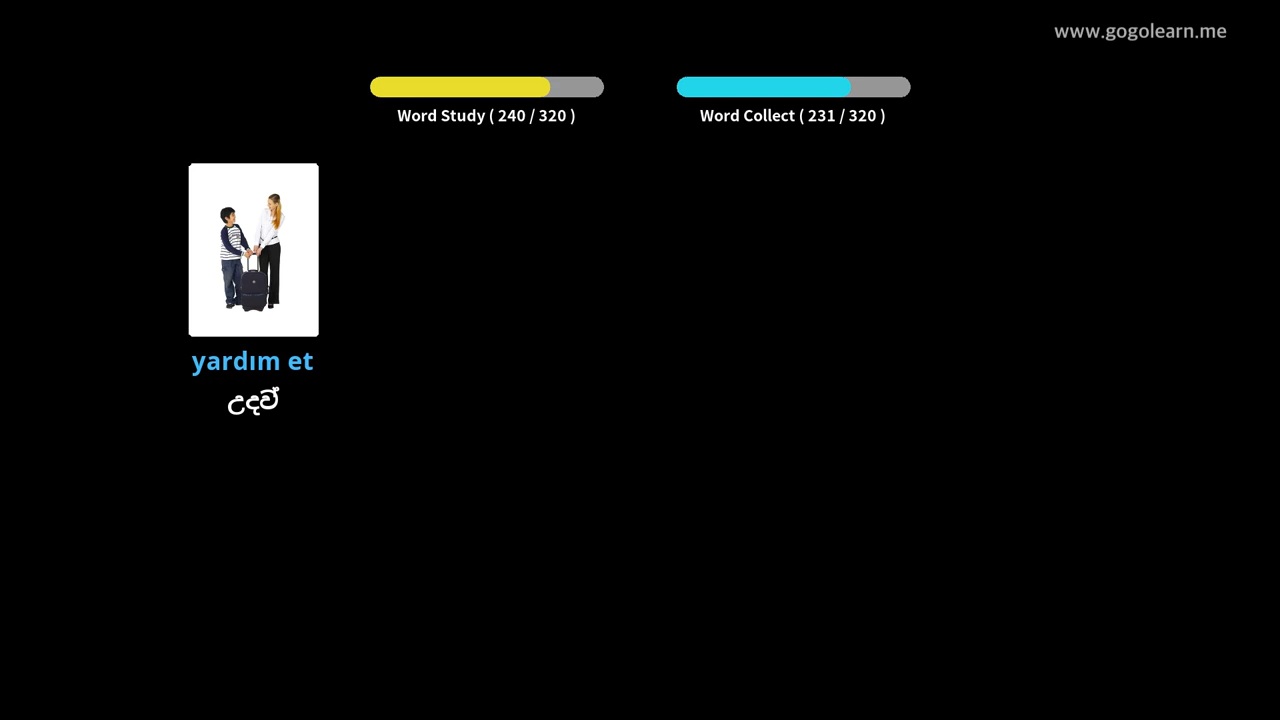 www.gogolearn.me
Word Study ( 240 / 320 )
Word Collect ( 231 / 320 )
yardım et
උදව්